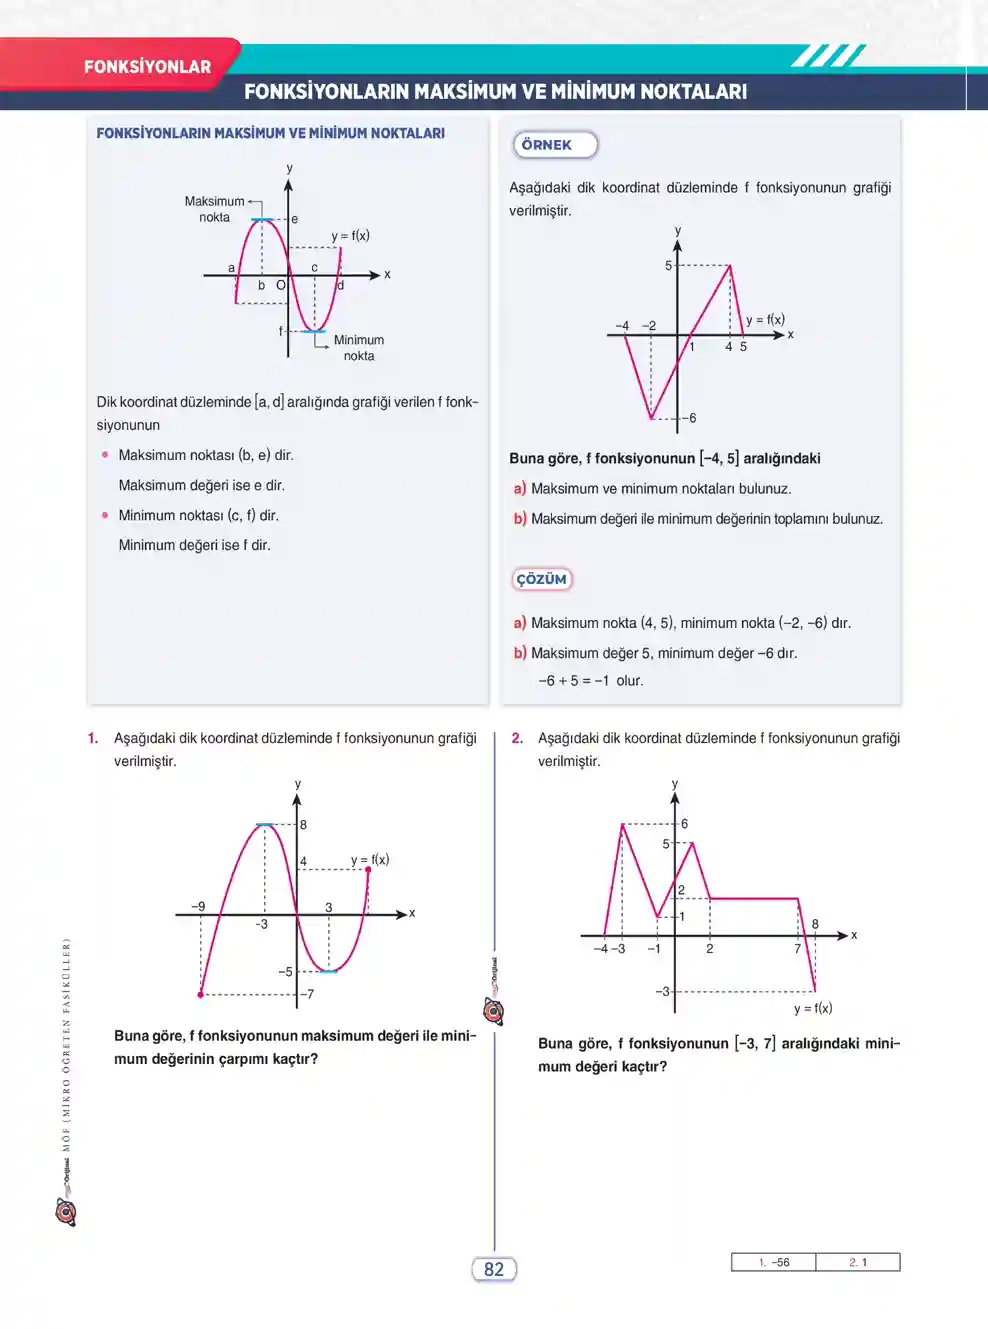 FONKSİYONLAR
FONKSİYONLARIN MAKSİMUM VE MİNİMUM NOKTALARI
FONKSİYONLARIN MAKSİMUM VE MİNİMUM NOKTALARI
y
Maksimum
nokta
e
y = f(x)
a
c
x
b
O
d
f
Minimum
nokta
Dik koordinat düzleminde [a, d] aralığında grafiği verilen f fonk-
siyonunun
• Maksimum noktası (b, e) dir.
Maksimum değeri ise e dir.
• Minimum noktası (c, f) dir.
Minimum değeri ise f dir.
ÖRNEK
Aşağıdaki dik koordinat düzleminde f fonksiyonunun grafiği
verilmiştir.
y
5
-4 -2
y = f(x)
x
1
4 5
-6
Buna göre, f fonksiyonunun [-4, 5] aralığındaki
a) Maksimum ve minimum noktaları bulunuz.
b) Maksimum değeri ile minimum değerinin toplamını bulunuz.
ÇÖZÜM
a) Maksimum nokta (4, 5), minimum nokta (-2, -6) dır.
b) Maksimum değer 5, minimum değer -6 dır.
-6 + 5 = -1 olur.
1. Aşağıdaki dik koordinat düzleminde f fonksiyonunun grafiği
verilmiştir.
y
8
4
y = f(x)
-9
3
x
-3
-5
-7
Buna göre, f fonksiyonunun maksimum değeri ile mini-
mum değerinin çarpımı kaçtır?
2. Aşağıdaki dik koordinat düzleminde f fonksiyonunun grafiği
verilmiştir.
y
6
5
2
1
8
x
-4 -3 -1 2 7
-3
y = f(x)
Buna göre, f fonksiyonunun [-3, 7] aralığındaki mini-
mum değeri kaçtır?
Orijinal
Orijinal MÖF (MİKRO ÖĞRETEN FASİKÜLLER)
82
1. -56 2. 1